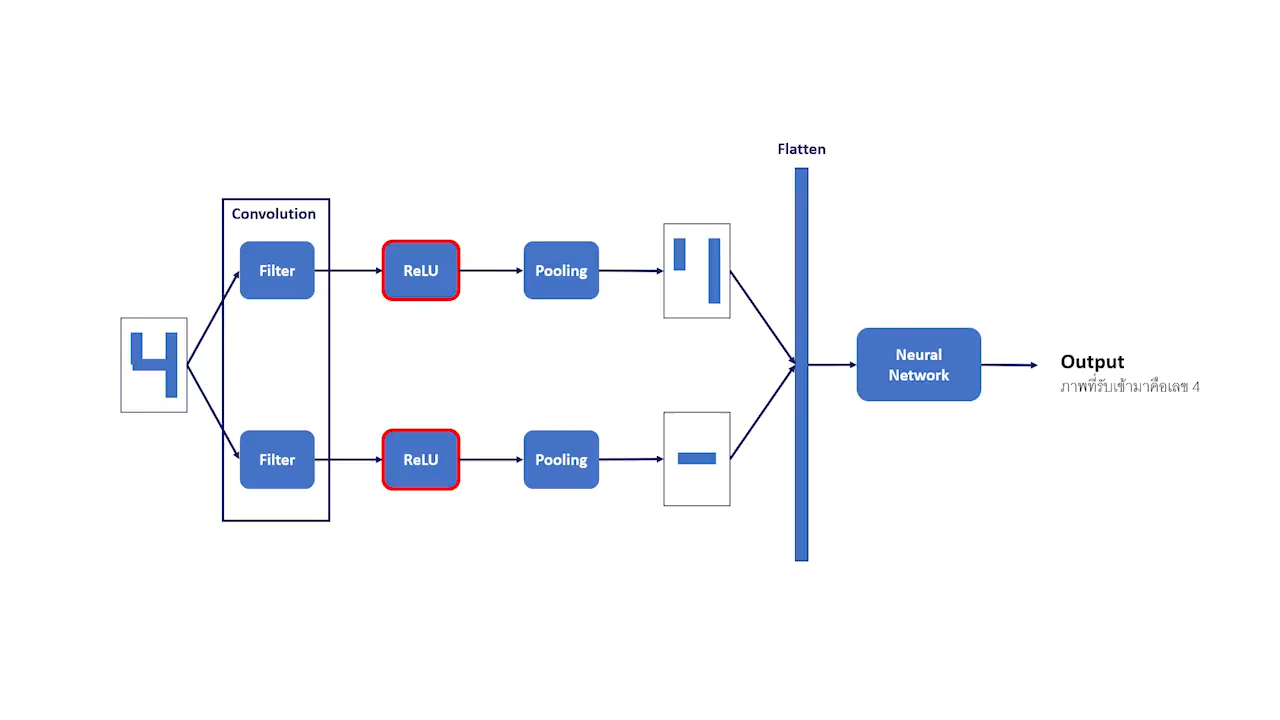 Flatten
Convolution
Filter
ReLU
Pooling
4
Neural
Network
Output
ภาพที่รับเข้ามาคือเลข 4
Filter
ReLU
Pooling